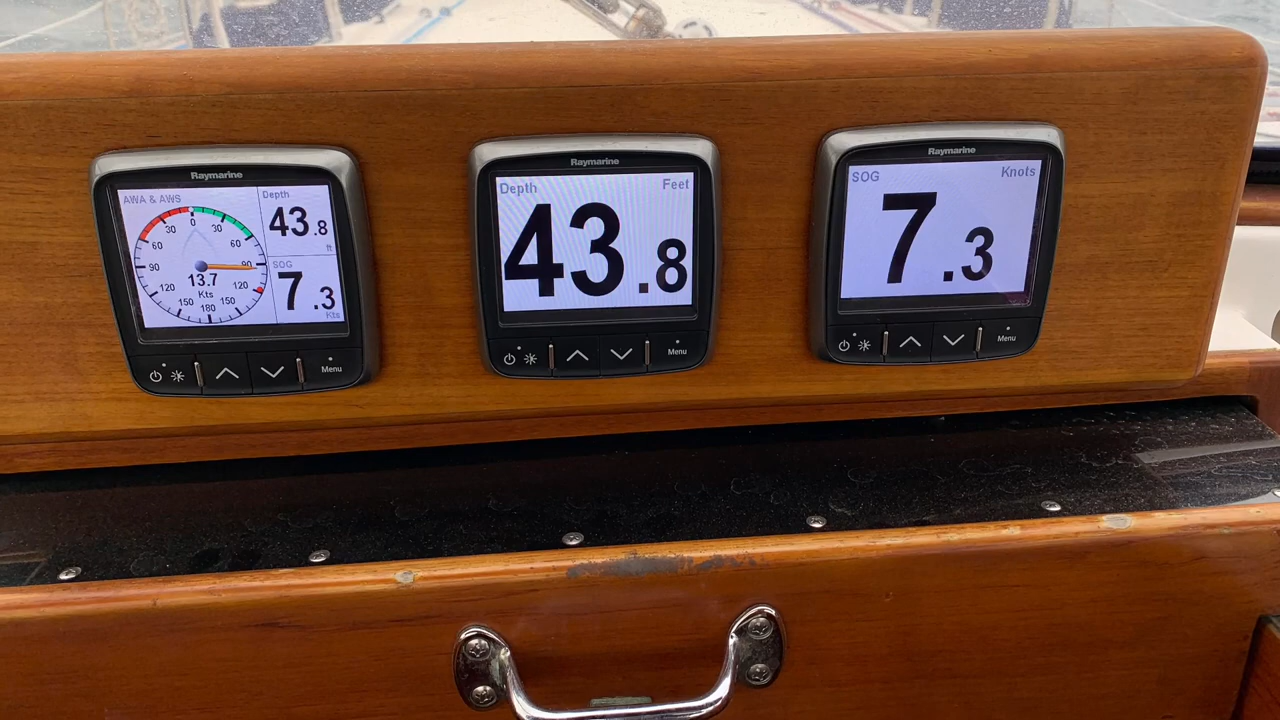 Raymarine
AWA & AWS
0
30 30
60 60
90 90
120 120
150 150
180
13.7
Kts
Depth
43.8
ft
SOG
7.3
Kts
Menu
Raymarine
Depth Feet
43.8
Menu
Raymarine
SOG Knots
7.3
Menu